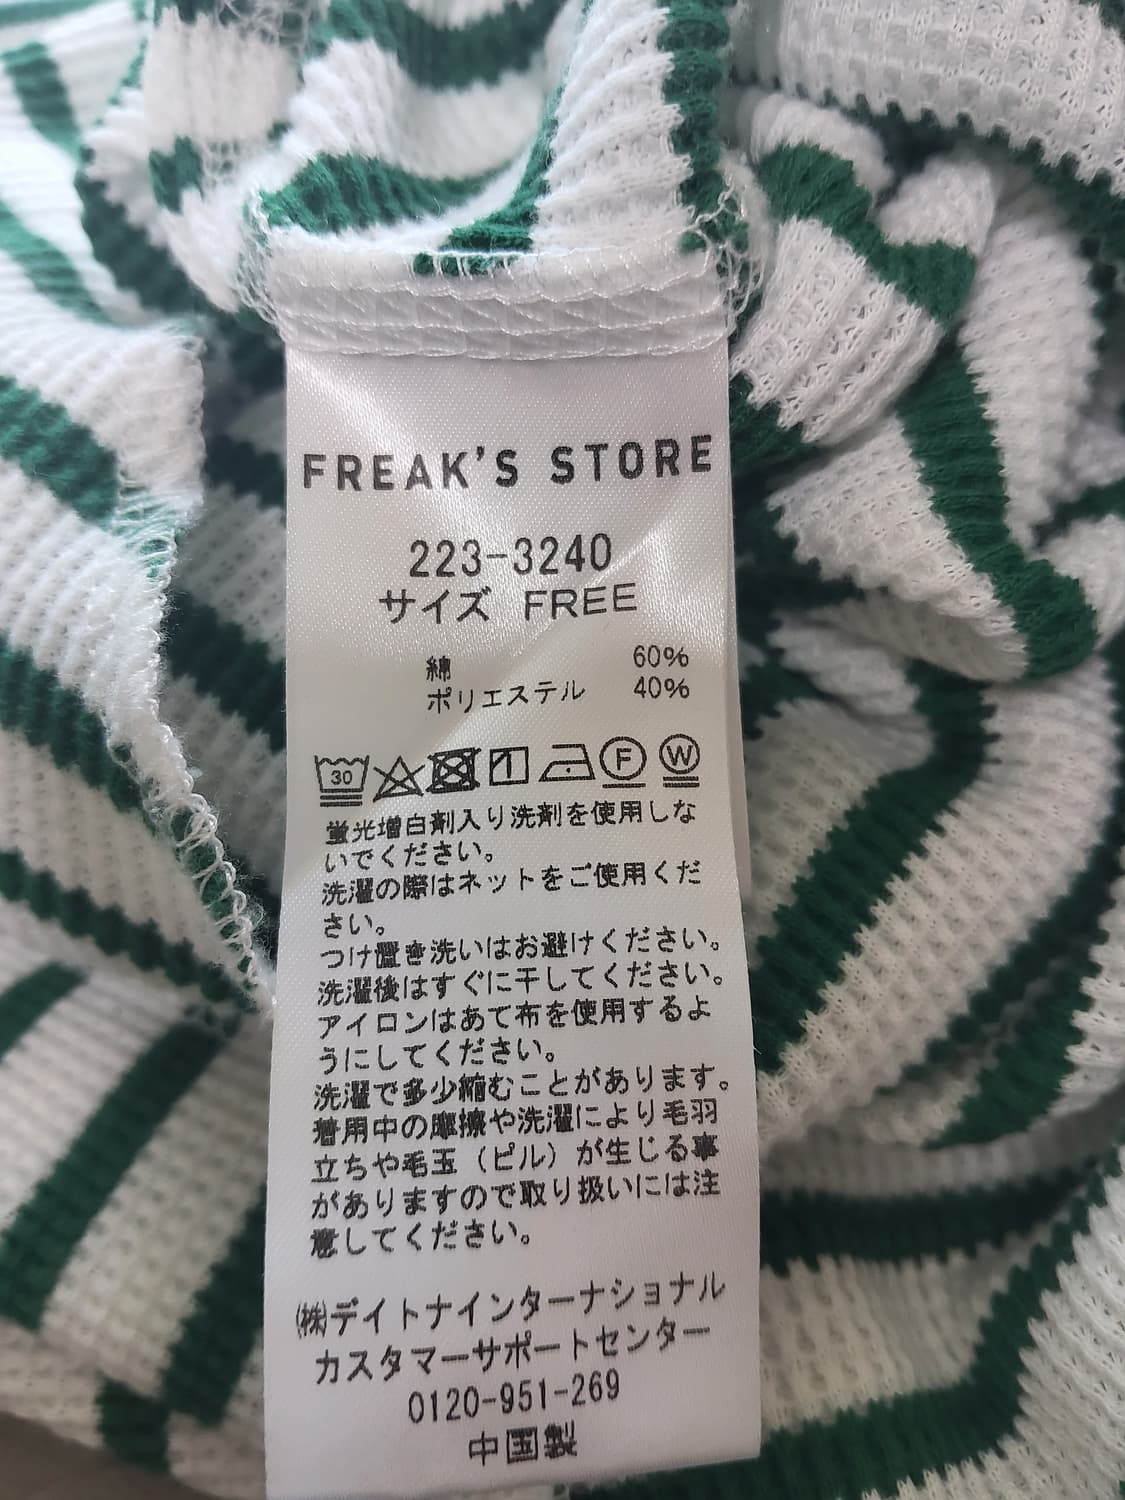 FREAK'S STORE
223-3240
サイズ FREE
綿 60%
ポリエステル 40%
30 F W
蛍光増白剤入り洗剤を使用しな
いでください。
洗濯の際はネットをご使用くだ
さい。
つけ置き洗いはお避けください。
洗濯後はすぐに干してください。
アイロンはあて布を使用するよ
うにしてください。
洗濯で多少縮むことがあります。
着用中の摩擦や洗濯により毛羽
立ちや毛玉(ピル)が生じる事
がありますので取り扱いには注
意してください。
㈱デイトナインターナショナル
カスタマーサポートセンター
0120-951-269
中国製